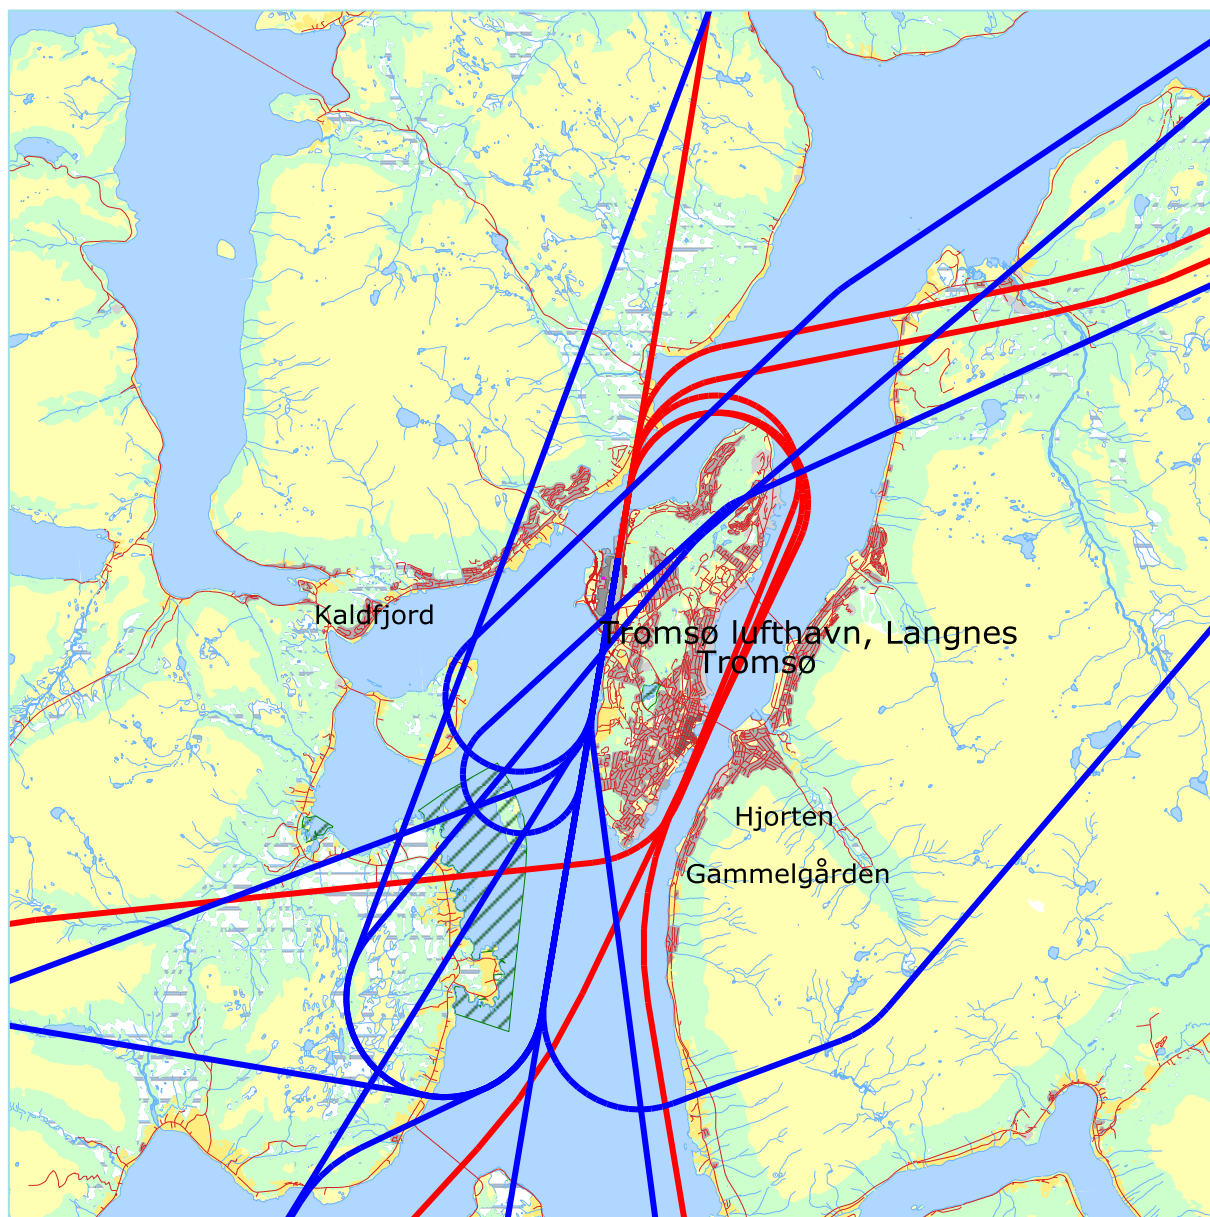 Kaldfjord
Tromsø lufthavn, Langnes
Tromsø
Hjorten
Gammelgården